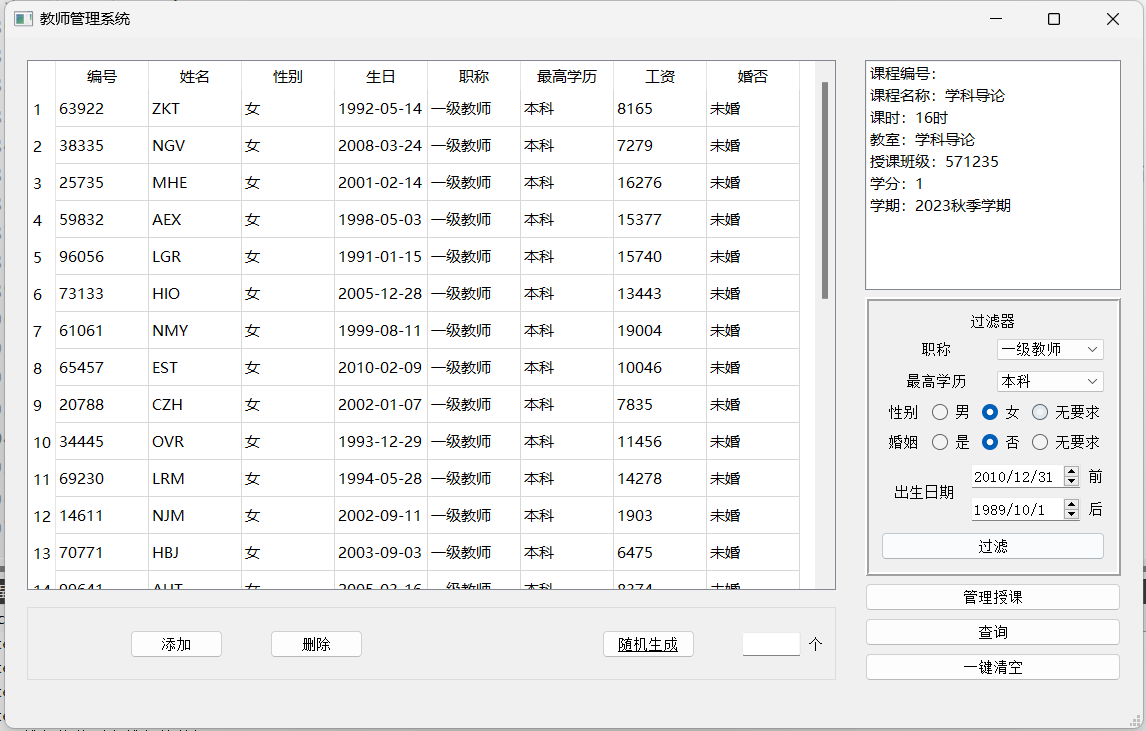 教师管理系统
编号 姓名 性别 生日 职称 最高学历 工资 婚否
1 63922 ZKT 女 1992-05-14 一级教师 本科 8165 未婚
2 38335 NGV 女 2008-03-24 一级教师 本科 7279 未婚
3 25735 MHE 女 2001-02-14 一级教师 本科 16276 未婚
4 59832 AEX 女 1998-05-03 一级教师 本科 15377 未婚
5 96056 LGR 女 1991-01-15 一级教师 本科 15740 未婚
6 73133 HIO 女 2005-12-28 一级教师 本科 13443 未婚
7 61061 NMY 女 1999-08-11 一级教师 本科 19004 未婚
8 65457 EST 女 2010-02-09 一级教师 本科 10046 未婚
9 20788 CZH 女 2002-01-07 一级教师 本科 7835 未婚
10 34445 OVR 女 1993-12-29 一级教师 本科 11456 未婚
11 69230 LRM 女 1994-05-28 一级教师 本科 14278 未婚
12 14611 NJM 女 2002-09-11 一级教师 本科 1903 未婚
13 70771 HBJ 女 2003-09-03 一级教师 本科 6475 未婚
添加 删除 随机生成 个
课程编号：
课程名称：学科导论
课时：16时
教室：学科导论
授课班级：571235
学分：1
学期：2023秋季学期
过滤器
职称 一级教师
最高学历 本科
性别 男 女 无要求
婚姻 是 否 无要求
出生日期
2010/12/31 前
1989/10/1 后
过滤
管理授课
查询
一键清空